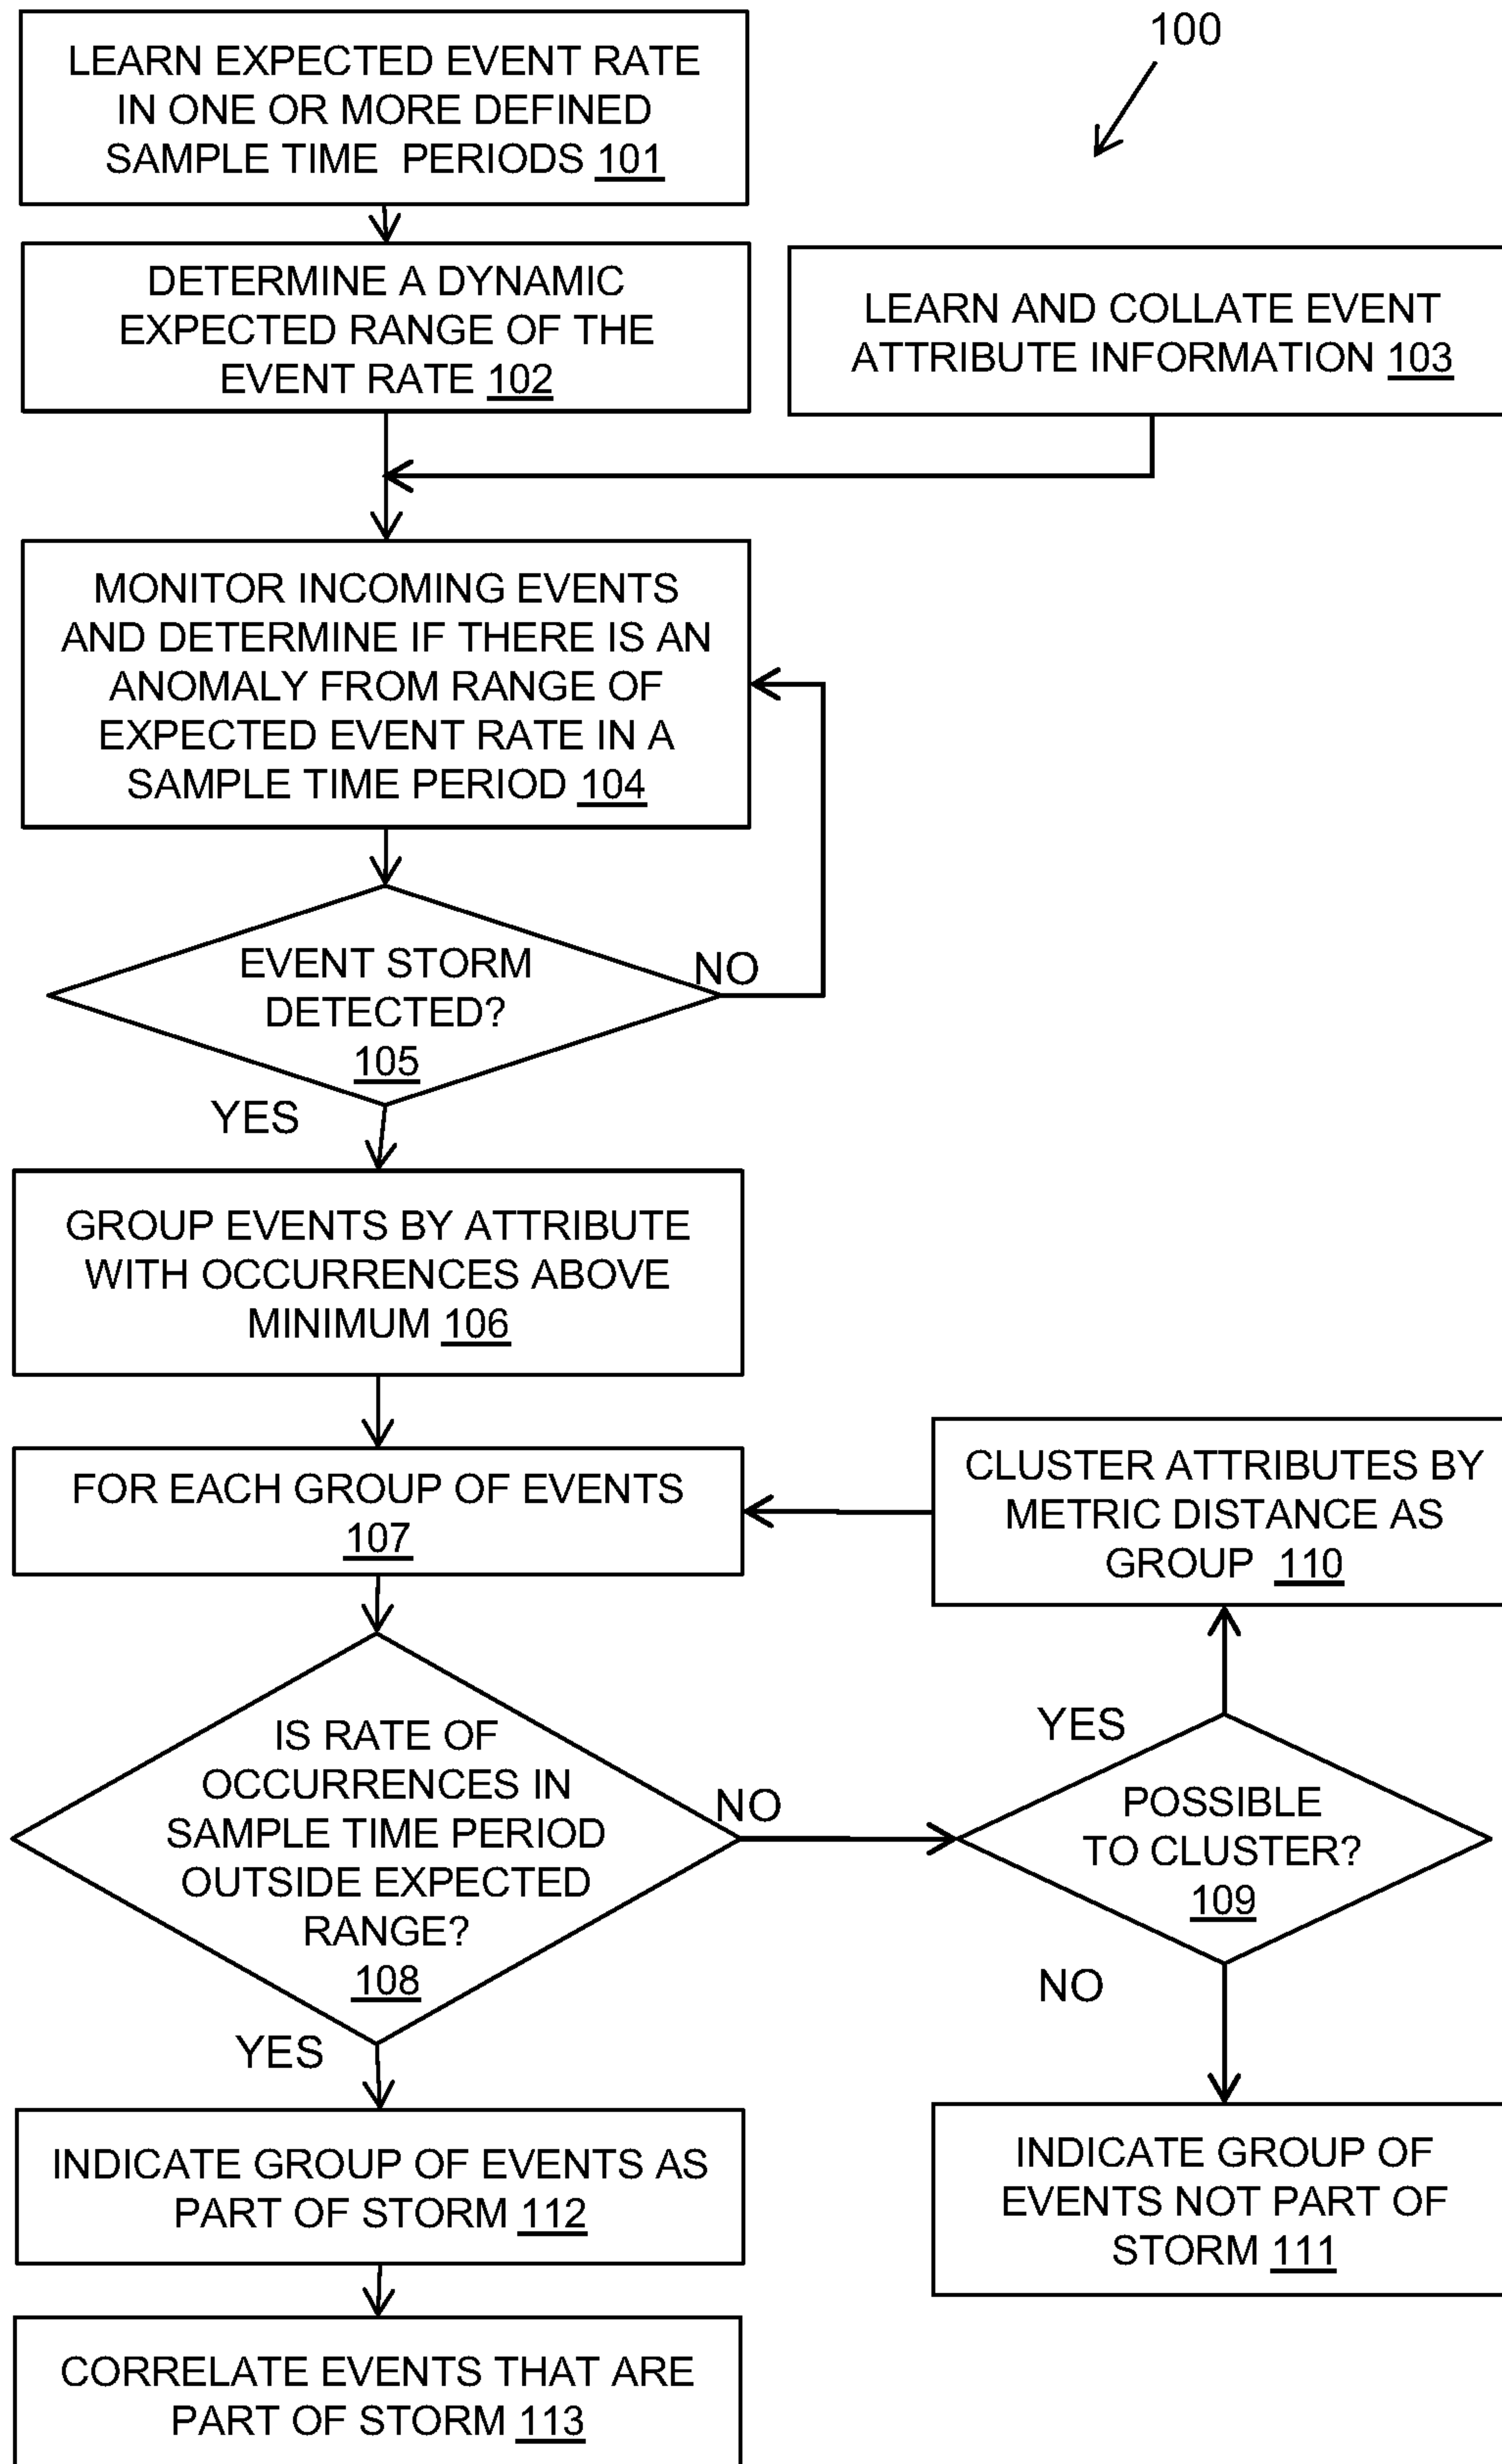 100
LEARN EXPECTED EVENT RATE
IN ONE OR MORE DEFINED
SAMPLE TIME PERIODS 101
DETERMINE A DYNAMIC
EXPECTED RANGE OF THE
EVENT RATE 102
LEARN AND COLLATE EVENT
ATTRIBUTE INFORMATION 103
MONITOR INCOMING EVENTS
AND DETERMINE IF THERE IS AN
ANOMALY FROM RANGE OF
EXPECTED EVENT RATE IN A
SAMPLE TIME PERIOD 104
EVENT STORM
DETECTED?
105
NO
YES
GROUP EVENTS BY ATTRIBUTE
WITH OCCURRENCES ABOVE
MINIMUM 106
FOR EACH GROUP OF EVENTS
107
CLUSTER ATTRIBUTES BY
METRIC DISTANCE AS
GROUP 110
IS RATE OF
OCCURRENCES IN
SAMPLE TIME PERIOD
OUTSIDE EXPECTED
RANGE?
108
NO
YES
POSSIBLE
TO CLUSTER?
109
YES
NO
INDICATE GROUP OF EVENTS AS
PART OF STORM 112
INDICATE GROUP OF
EVENTS NOT PART OF
STORM 111
CORRELATE EVENTS THAT ARE
PART OF STORM 113